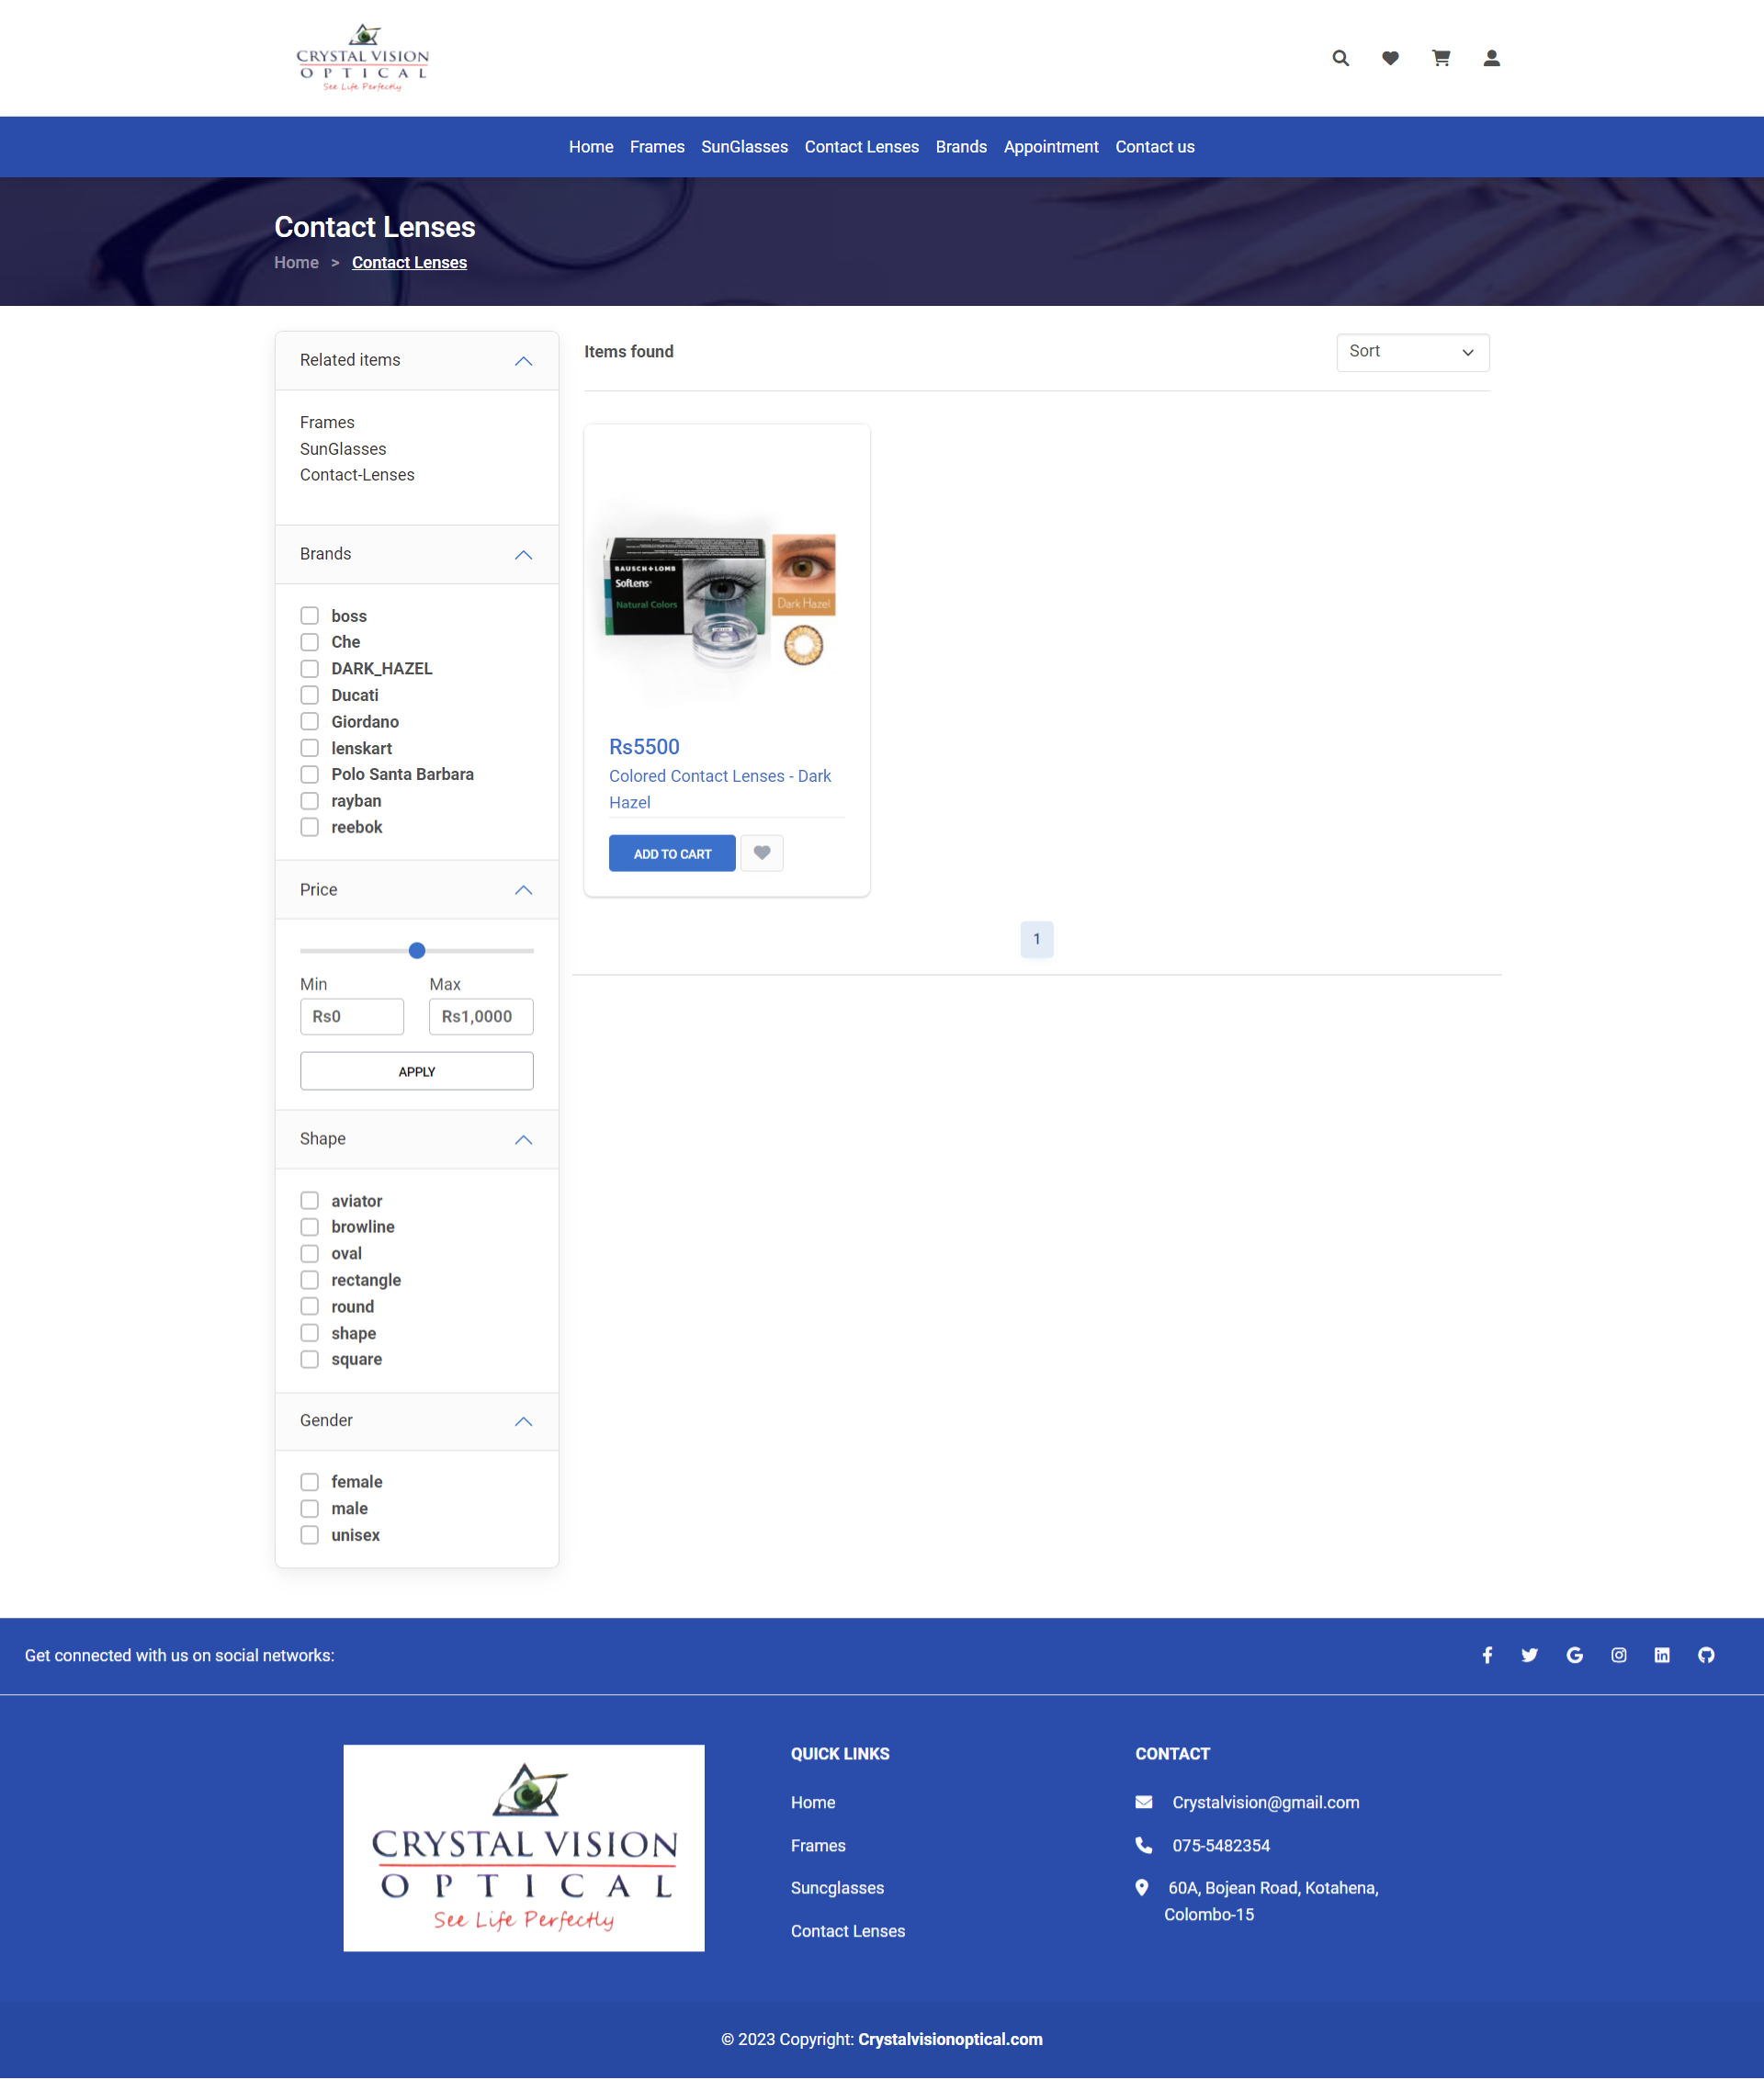 CRYSTAL VISION
OPTICAL
See Life Perfectly
Home Frames SunGlasses Contact Lenses Brands Appointment Contact us
Contact Lenses
Home > Contact Lenses
Related items
Frames
SunGlasses
Contact-Lenses
Brands
boss
Che
DARK_HAZEL
Ducati
Giordano
lenskart
Polo Santa Barbara
rayban
reebok
Price
Min Max
Rs0 Rs1,0000
APPLY
Shape
aviator
browline
oval
rectangle
round
shape
square
Gender
female
male
unisex
Items found
Sort
BAUSCH+LOMB
SofLens
Natural Colors
Dark Hazel
Rs5500
Colored Contact Lenses - Dark
Hazel
ADD TO CART
1
Get connected with us on social networks:
CRYSTAL VISION
OPTICAL
See Life Perfectly
QUICK LINKS
Home
Frames
Suncglasses
Contact Lenses
CONTACT
Crystalvision@gmail.com
075-5482354
60A, Bojean Road, Kotahena,
Colombo-15
© 2023 Copyright: Crystalvisionoptical.com